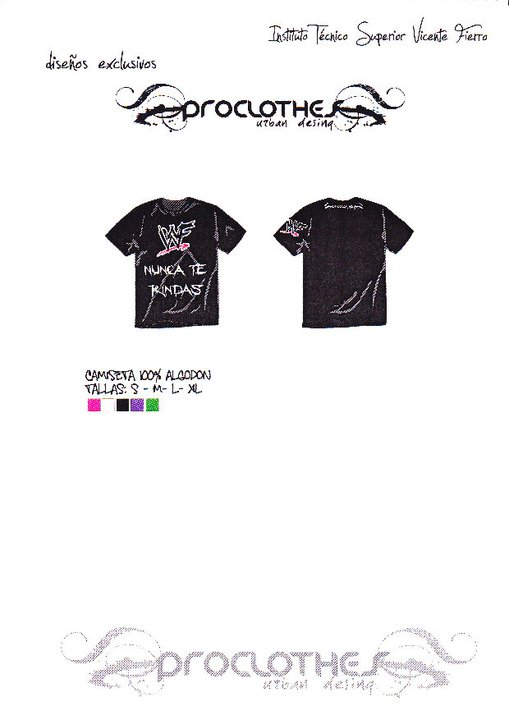 Instituto Técnico Superior Vicente Fierro
diseños exclusivos
PROCLOTHES
urban desing
WF
NUNCA TE
RINDAS
CAMISETA 100% ALGODON
TALLAS: S - M- L- XL
PROCLOTHES
urban desing